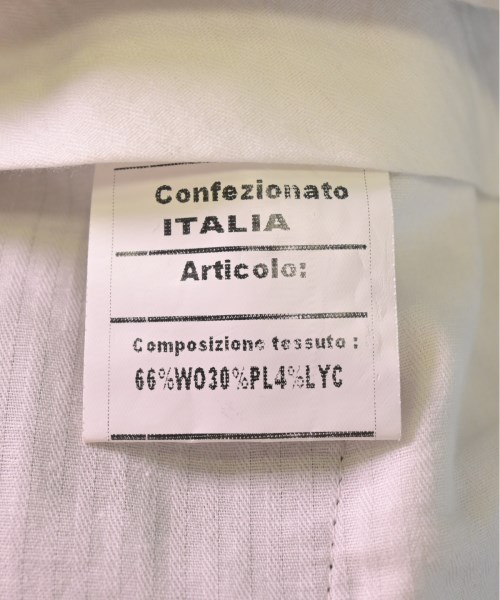 Confezionato
ITALIA
Articolo:
Composizione tessuto :
66%WO30%PL4%LYC